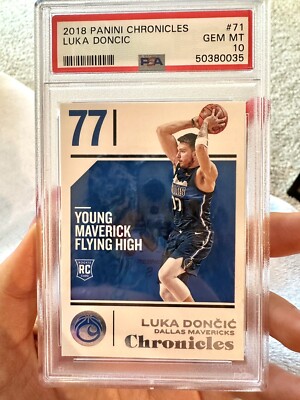 2018 PANINI CHRONICLES #71
LUKA DONCIC GEM MT
10
PSA 50380035
77
YOUNG
MAVERICK
FLYING HIGH
RC
LUKA DONČIĆ
DALLAS MAVERICKS
Chronicles